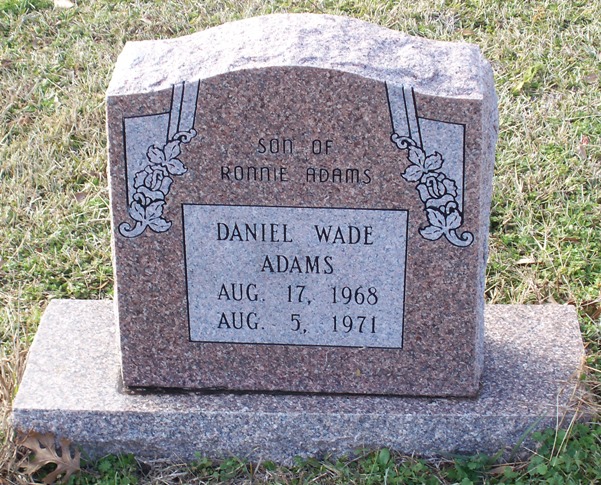 SON OF
RONNIE ADAMS
DANIEL WADE
ADAMS
AUG. 17, 1968
AUG. 5, 1971